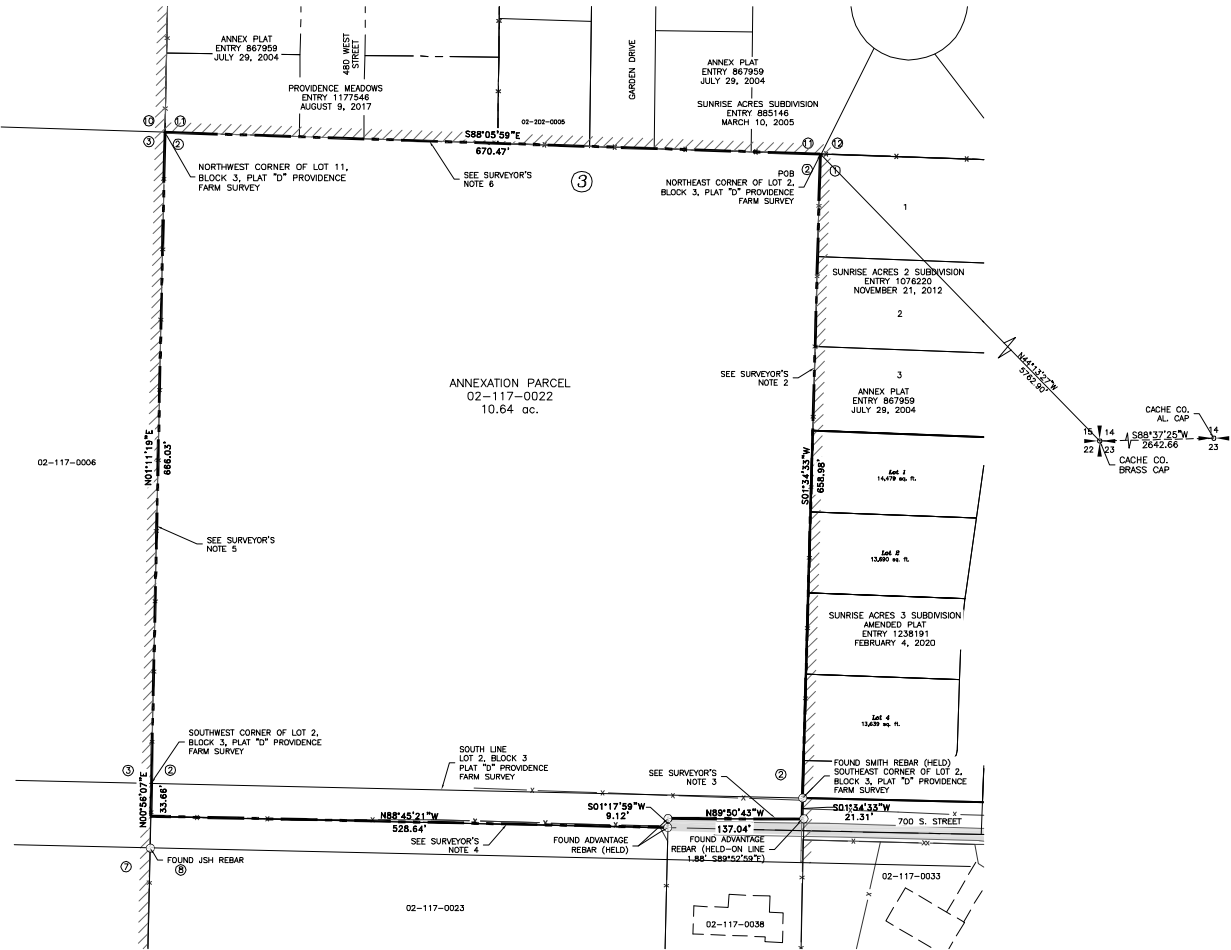 ANNEX PLAT
ENTRY 867959
JULY 29, 2004
480 WEST
STREET
PROVIDENCE MEADOWS
ENTRY 1177546
AUGUST 9, 2017
GARDEN DRIVE
ANNEX PLAT
ENTRY 867959
JULY 29, 2004
SUNRISE ACRES SUBDIVISION
ENTRY 885146
MARCH 10, 2005
02-202-0005
10 11
3 2
S88°05'59"E
670.47'
11 12
2 1
NORTHWEST CORNER OF LOT 11,
BLOCK 3, PLAT "D" PROVIDENCE
FARM SURVEY
SEE SURVEYOR'S
NOTE 6
3
POB
NORTHEAST CORNER OF LOT 2,
BLOCK 3, PLAT "D" PROVIDENCE
FARM SURVEY
1
SUNRISE ACRES 2 SUBDIVISION
ENTRY 1076220
NOVEMBER 21, 2012
2
3
ANNEX PLAT
ENTRY 867959
JULY 29, 2004
SEE SURVEYOR'S
NOTE 2
N44°13'27"W
5762.90'
ANNEXATION PARCEL
02-117-0022
10.64 ac.
CACHE CO.
AL. CAP
15 14
22 23
S88°37'25"W
2642.66
14
23
CACHE CO.
BRASS CAP
02-117-0006
N01°11'19"E
666.03'
S01°34'33"W
658.98'
Lot 1
14,479 sq. ft.
SEE SURVEYOR'S
NOTE 5
Lot 2
13,690 sq. ft.
SUNRISE ACRES 3 SUBDIVISION
AMENDED PLAT
ENTRY 1238191
FEBRUARY 4, 2020
Lot 4
13,639 sq. ft.
SOUTHWEST CORNER OF LOT 2,
BLOCK 3, PLAT "D" PROVIDENCE
FARM SURVEY
3 2
SOUTH LINE
LOT 2, BLOCK 3
PLAT "D" PROVIDENCE
FARM SURVEY
SEE SURVEYOR'S
NOTE 3
2
FOUND SMITH REBAR (HELD)
SOUTHEAST CORNER OF LOT 2,
BLOCK 3, PLAT "D" PROVIDENCE
FARM SURVEY
N00°56'07"E
33.66'
N88°45'21"W
528.64'
S01°17'59"W
9.12'
N89°50'43"W
137.04'
S01°34'33"W
21.31'
700 S. STREET
SEE SURVEYOR'S
NOTE 4
FOUND ADVANTAGE
REBAR (HELD)
FOUND ADVANTAGE
REBAR (HELD-ON LINE
1.88' S89°52'59"E)
FOUND JSH REBAR
7 8
02-117-0023
02-117-0038
02-117-0033